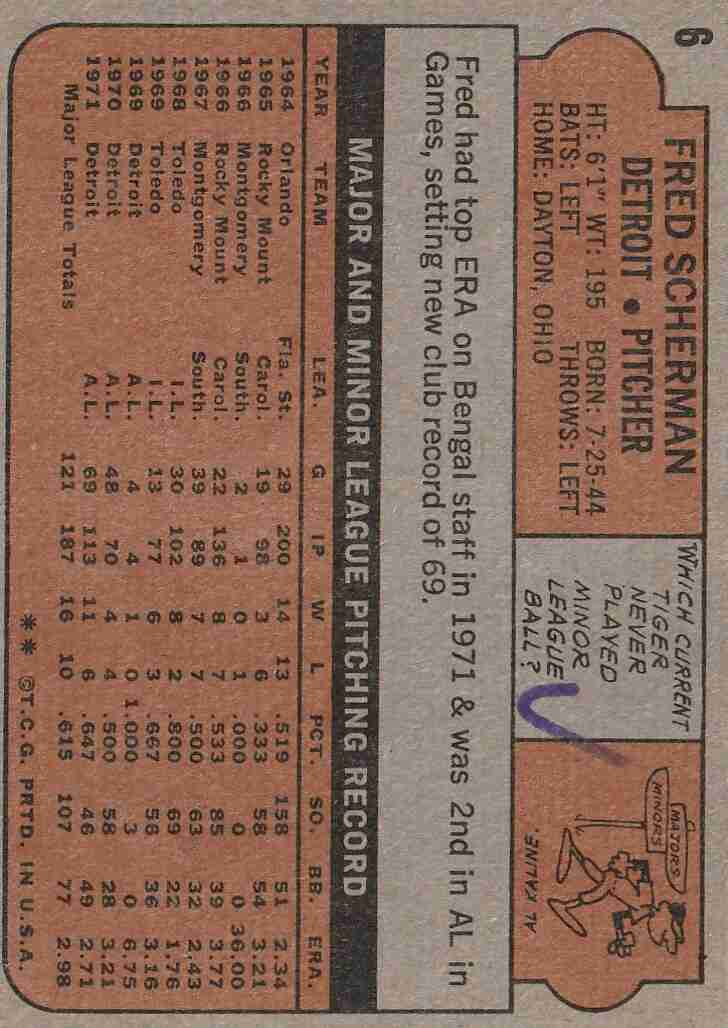 6
FRED SCHERMAN
DETROIT • PITCHER
HT: 6'1" WT: 195 BORN: 7-25-44
BATS: LEFT THROWS: LEFT
HOME: DAYTON, OHIO
WHICH CURRENT
TIGER
NEVER
PLAYED
MINOR
LEAGUE
BALL?
MAJORS
MINORS
AL KALINE.
Fred had top ERA on Bengal staff in 1971 & was 2nd in AL in
Games, setting new club record of 69.
MAJOR AND MINOR LEAGUE PITCHING RECORD
YEAR TEAM LEA. G IP W L PCT. SO. BB. ERA.
1964 Orlando Fla. St. 29 200 14 13 .519 158 51 2.34
1965 Rocky Mount Carol. 19 98 3 6 .333 58 54 3.21
1966 Montgomery South. 2 1 0 1 .000 0 0 36.00
1966 Rocky Mount Carol. 22 136 8 7 .533 85 39 3.77
1967 Montgomery South. 39 89 7 7 .500 63 32 2.43
1968 Toledo I.L. 30 102 8 2 .800 69 22 1.76
1969 Toledo I.L. 13 77 6 3 .667 56 36 3.16
1969 Detroit A.L. 4 4 1 0 1.000 3 0 6.75
1970 Detroit A.L. 48 70 4 4 .500 58 28 3.21
1971 Detroit A.L. 69 113 11 6 .647 46 49 2.71
Major League Totals 121 187 16 10 .615 107 77 2.98
** ©T.C.G. PRTD. IN U.S.A.